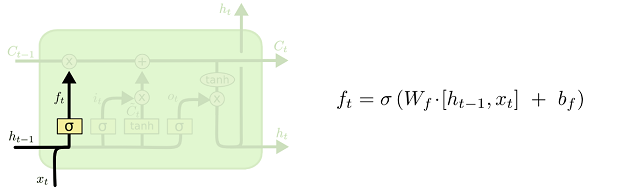 h_t
C_{t-1} × + C_t
tanh
f_t i_t C̃_t × o_t ×
σ σ tanh σ
h_{t-1} h_t
x_t
f_t = σ (W_f · [h_{t-1}, x_t] + b_f)